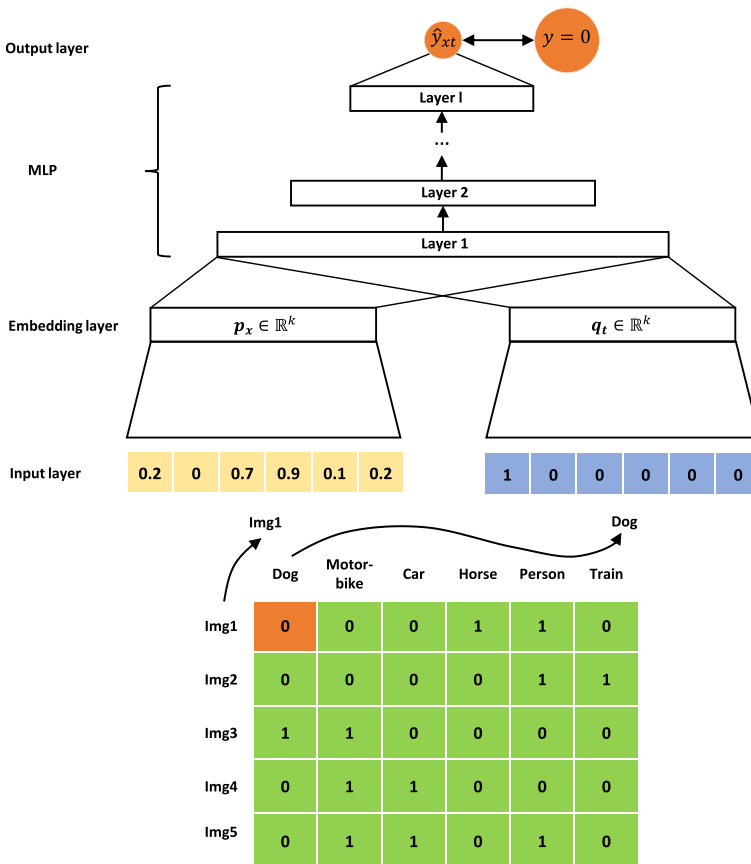 Output layer
ŷ_xt
y = 0
Layer l
...
MLP
Layer 2
Layer 1
Embedding layer
p_x ∈ ℝ^k
q_t ∈ ℝ^k
Input layer
0.2 0 0.7 0.9 0.1 0.2
1 0 0 0 0 0
Img1
Dog
Dog Motor-bike Car Horse Person Train
Img1 0 0 0 1 1 0
Img2 0 0 0 0 1 1
Img3 1 1 0 0 0 0
Img4 0 1 1 0 0 0
Img5 0 1 1 0 1 0